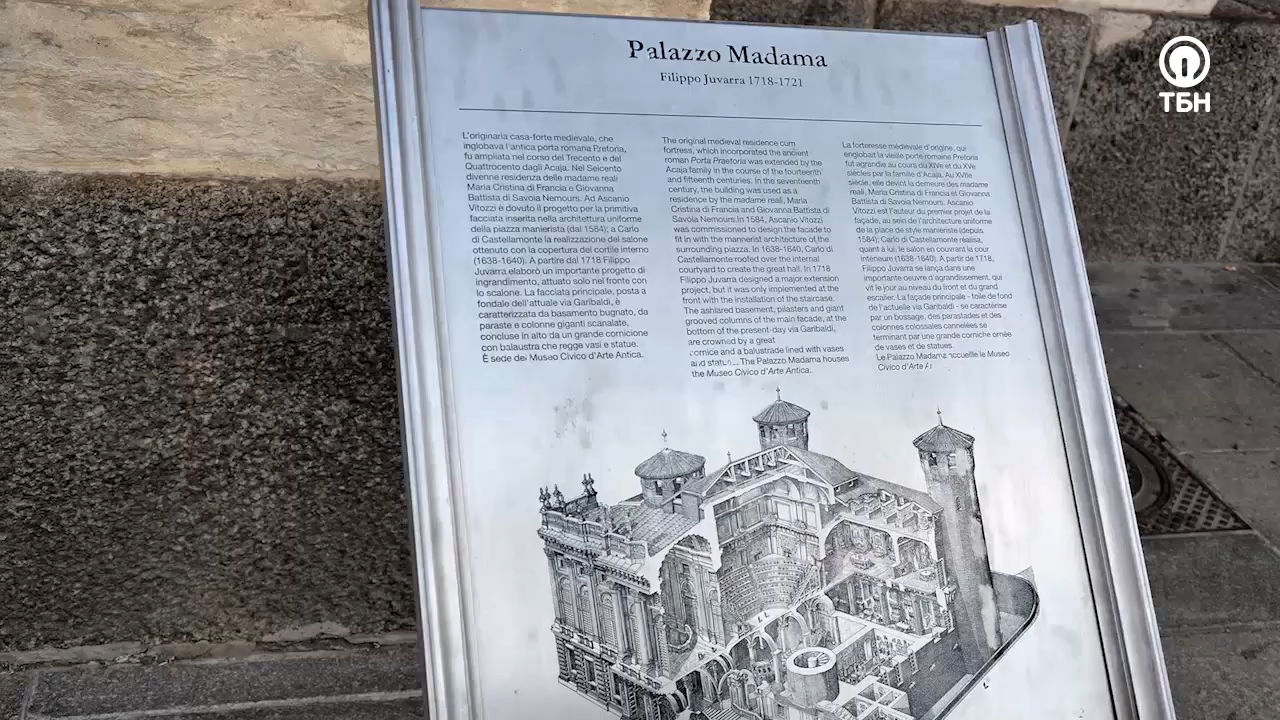 Palazzo Madama
Filippo Juvarra 1718-1721
L'originaria casa-forte medievale, che
inglobava l'antica porta romana Pretoria,
fu ampliata nel corso del Trecento e del
Quattrocento dagli Acaja. Nel Seicento
divenne residenza delle madame reali
Maria Cristina di Francia e Giovanna
Battista di Savoia Nemours. Ad Ascanio
Vitozzi è dovuto il progetto per la primitiva
facciata inserita nella architettura uniforme
della piazza manierista (dal 1584); a Carlo
di Castellamonte la realizzazione del salone
ottenuto con la copertura del cortile interno
(1638-1640). A partire dal 1718 Filippo
Juvarra elaborò un importante progetto di
ingrandimento, attuato solo nel fronte con
lo scalone. La facciata principale, posta a
fondale dell'attuale via Garibaldi, è
caratterizzata da basamento bugnato, da
paraste e colonne giganti scanalate,
concluse in alto da un grande cornicione
con balaustra che regge vasi e statue.
È sede dei Museo Civico d'Arte Antica.
The original medieval residence cum
fortress, which incorporated the ancient
roman Porta Praetoria was extended by the
Acaja family in the course of the fourteenth
and fifteenth centuries. In the seventeenth
century, the building was used as a
residence by the madame reali, Maria
Cristina di Francia and Giovanna Battista di
Savoia Nemours.In 1584, Ascanio Vitozzi
was commissioned to design the facade to
fit in with the mannerist architecture of the
surrounding piazza. In 1638-1640, Carlo di
Castellamonte roofed over the internal
courtyard to create the great hall. In 1718
Filippo Juvarra designed a major extension
project, but it was only implemented at the
front with the installation of the staircase.
The ashlared basement, pilasters and giant
grooved columns of the main facade, at the
bottom of the present-day via Garibaldi,
are crowned by a great
cornice and a balustrade lined with vases
and The Palazzo Madama houses
the Museo Civico d'Arte Antica.
La forteresse médievale d'origine, qui
englobait la vieille porte romaine Pretoria
fut agrandie au cours du XIVe et du XVe
siècles par la famille d'Acaja. Au XVIIe
siècle, elle devint la demeure des madame
reali, Maria Cristina di Francia et Giovanna
Battista di Savoia Nemours. Ascanio
Vitozzi est l'auteur du premier projet de la
façade, au sein de l'architecture uniforme
de la place de style maniériste (depuis
1584); Carlo di Castellamonte réalisa,
quant à lui, le salon en couvrant la cour
intérieure (1638-1640). A partir de 1718,
Filippo Juvarra se lança dans une
importante oeuvre d'agrandissement, qui
vit le jour au niveau du front et du grand
escalier. La façade principale - toile de fond
de l'actuelle via Garibaldi - se caractérise
par un bossage, des parastades et des
colonnes colossales cannelées se
terminant par une grande corniche ornée
de vases et de statues.
Le Palazzo Madama accueille le Museo
Civico d'Arte
ТБН